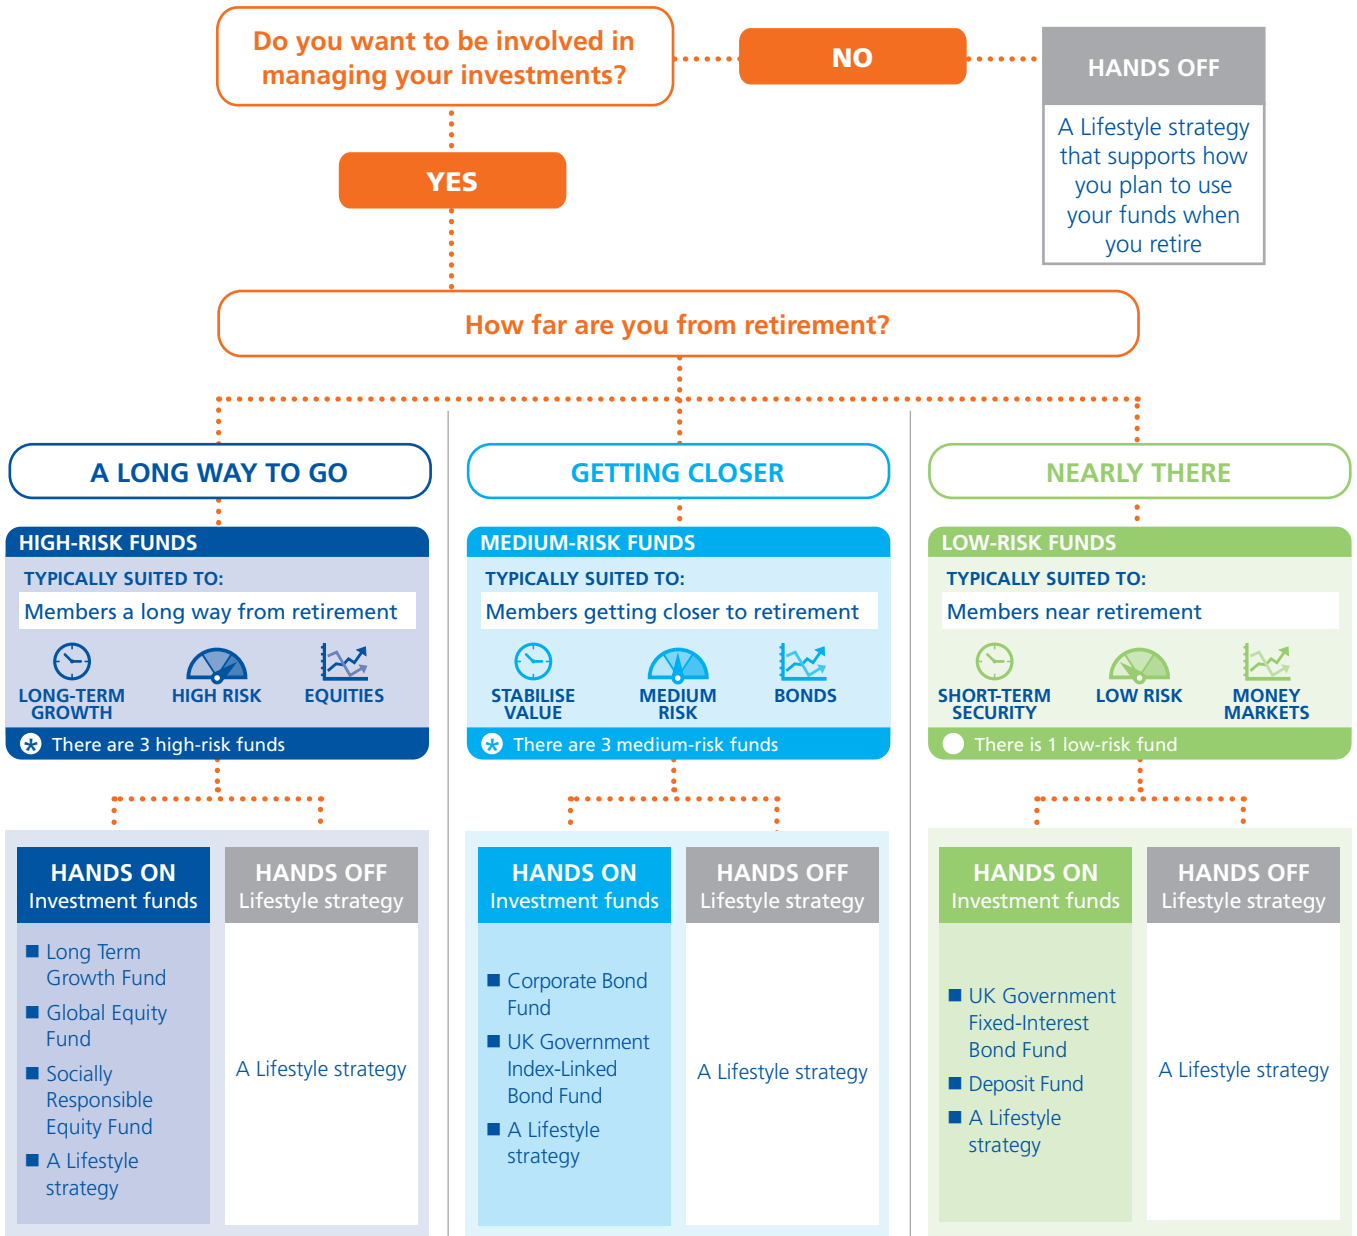 Do you want to be involved in
managing your investments?
NO
HANDS OFF
A Lifestyle strategy
that supports how
you plan to use
your funds when
you retire
YES
How far are you from retirement?
A LONG WAY TO GO
HIGH-RISK FUNDS
TYPICALLY SUITED TO:
Members a long way from retirement
LONG-TERM
GROWTH
HIGH RISK
EQUITIES
* There are 3 high-risk funds
HANDS ON
Investment funds
■ Long Term
Growth Fund
■ Global Equity
Fund
■ Socially
Responsible
Equity Fund
■ A Lifestyle
strategy
HANDS OFF
Lifestyle strategy
A Lifestyle strategy
GETTING CLOSER
MEDIUM-RISK FUNDS
TYPICALLY SUITED TO:
Members getting closer to retirement
STABILISE
VALUE
MEDIUM
RISK
BONDS
* There are 3 medium-risk funds
HANDS ON
Investment funds
■ Corporate Bond
Fund
■ UK Government
Index-Linked
Bond Fund
■ A Lifestyle
strategy
HANDS OFF
Lifestyle strategy
A Lifestyle strategy
NEARLY THERE
LOW-RISK FUNDS
TYPICALLY SUITED TO:
Members near retirement
SHORT-TERM
SECURITY
LOW RISK
MONEY
MARKETS
There is 1 low-risk fund
HANDS ON
Investment funds
■ UK Government
Fixed-Interest
Bond Fund
■ Deposit Fund
■ A Lifestyle
strategy
HANDS OFF
Lifestyle strategy
A Lifestyle strategy